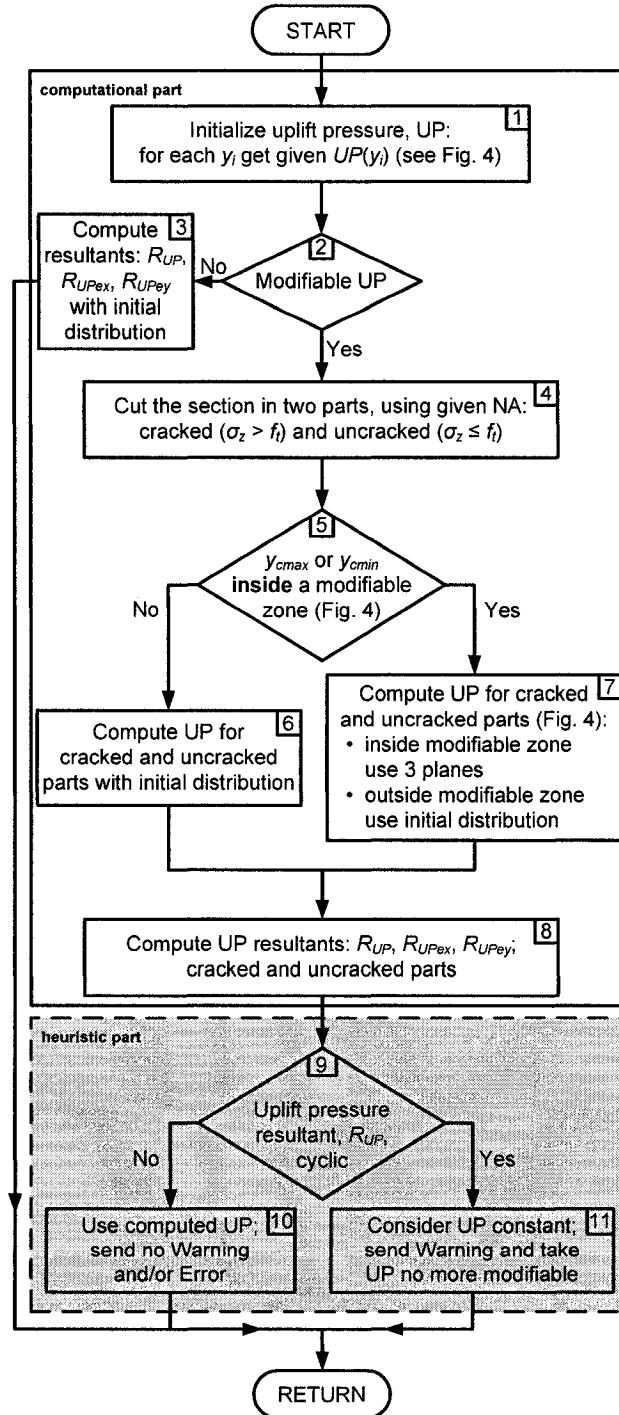 START
computational part
1
Initialize uplift pressure, UP:
for each yi get given UP(yi) (see Fig. 4)
2
Modifiable UP
No
3
Compute
resultants: RUP,
RUPex, RUPey
with initial
distribution
Yes
4
Cut the section in two parts, using given NA:
cracked (σz > ft) and uncracked (σz ≤ ft)
5
ycmax or ycmin
inside a modifiable
zone (Fig. 4)
No
Yes
6
Compute UP for
cracked and uncracked
parts with initial distribution
7
Compute UP for cracked
and uncracked parts (Fig. 4):
• inside modifiable zone
use 3 planes
• outside modifiable zone
use initial distribution
8
Compute UP resultants: RUP, RUPex, RUPey;
cracked and uncracked parts
heuristic part
9
Uplift pressure
resultant, RUP,
cyclic
No
Yes
10
Use computed UP;
send no Warning
and/or Error
11
Consider UP constant;
send Warning and take
UP no more modifiable
RETURN